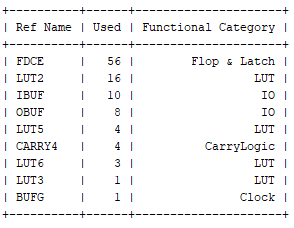 +----------+------+---------------------+
| Ref Name | Used | Functional Category |
+----------+------+---------------------+
| FDCE     |   56 |        Flop & Latch |
| LUT2     |   16 |                 LUT |
| IBUF     |   10 |                  IO |
| OBUF     |    8 |                  IO |
| LUT5     |    4 |                 LUT |
| CARRY4   |    4 |          CarryLogic |
| LUT6     |    3 |                 LUT |
| LUT3     |    1 |                 LUT |
| BUFG     |    1 |               Clock |
+----------+------+---------------------+